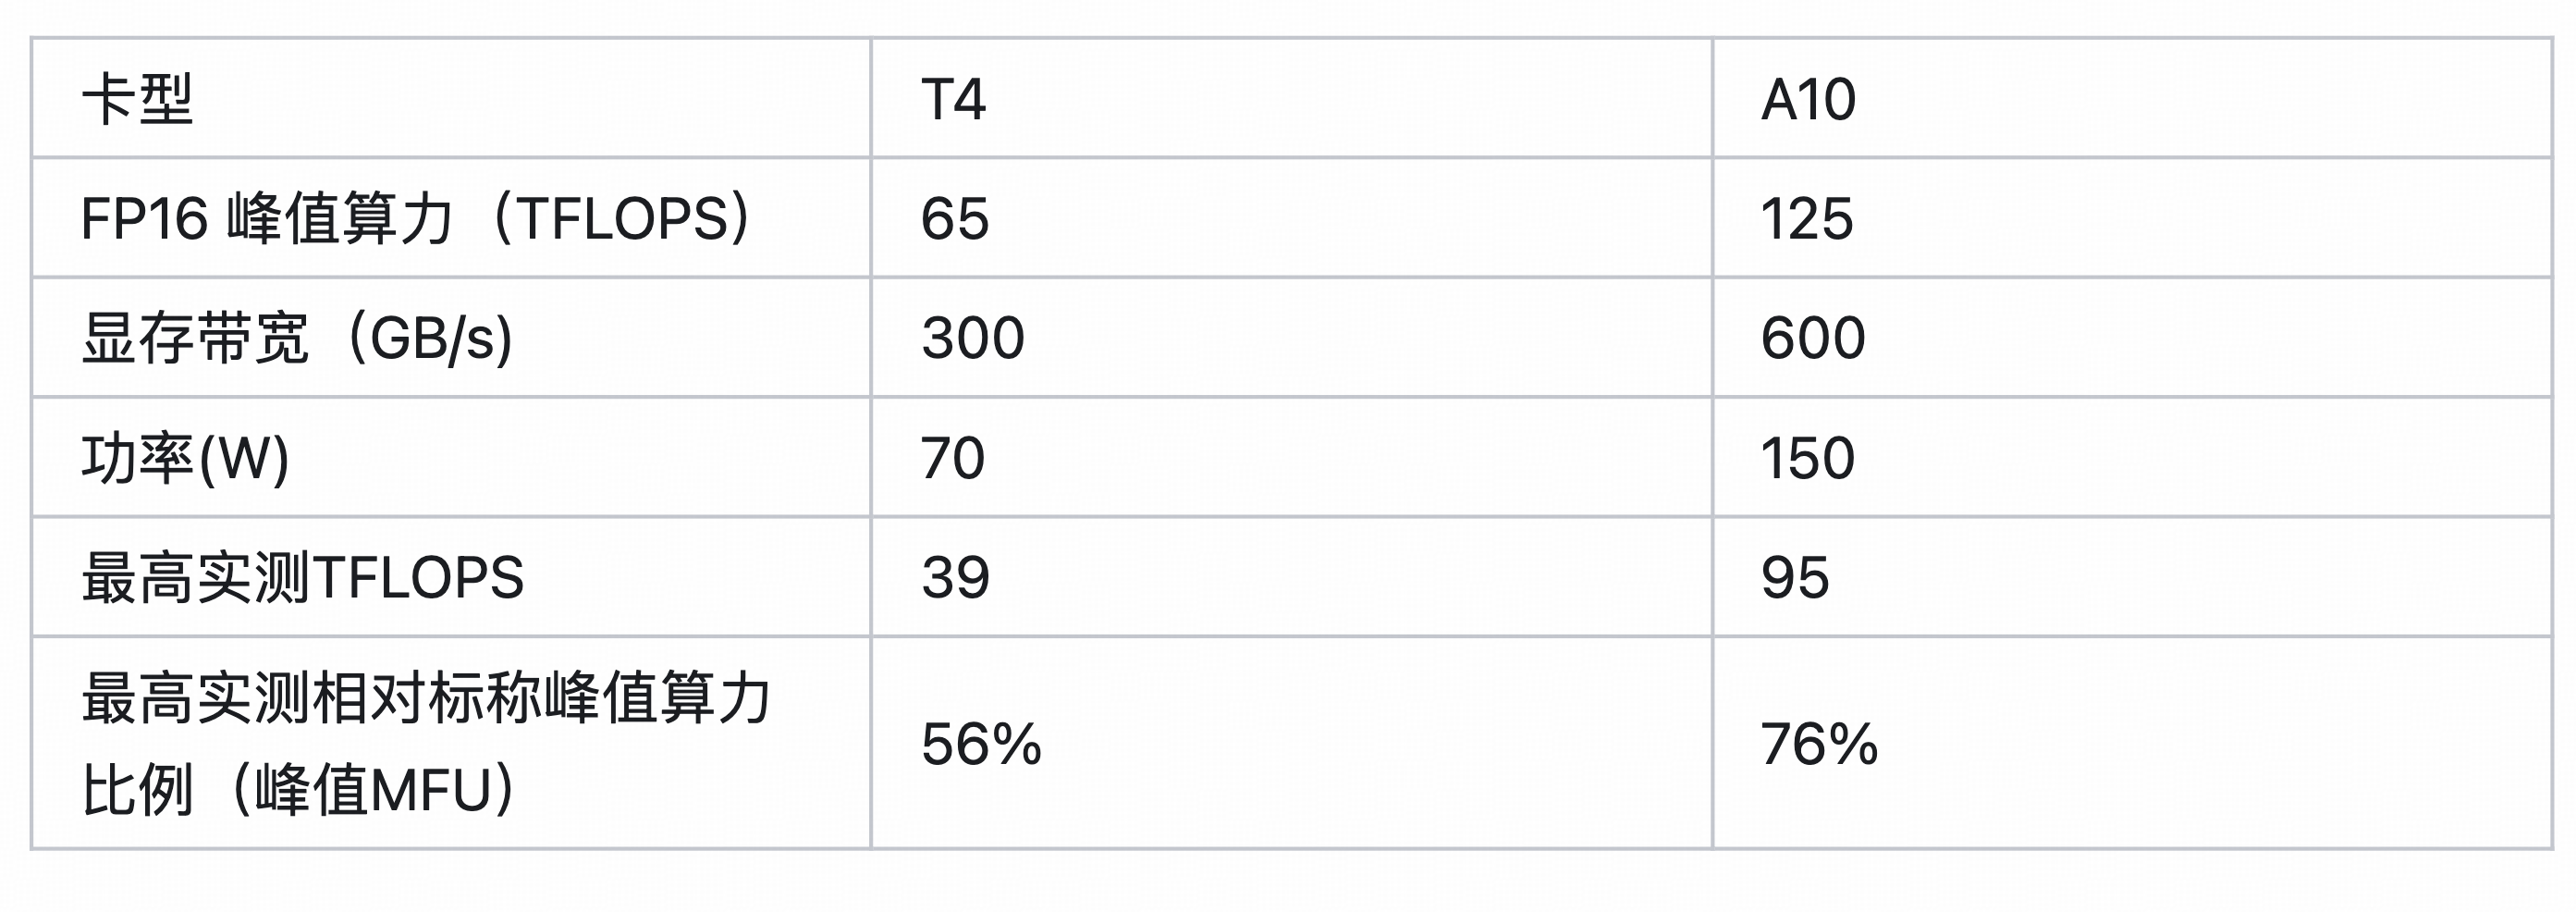 卡型 T4 A10
FP16 峰值算力（TFLOPS） 65 125
显存带宽（GB/s) 300 600
功率(W) 70 150
最高实测TFLOPS 39 95
最高实测相对标称峰值算力
比例（峰值MFU） 56% 76%